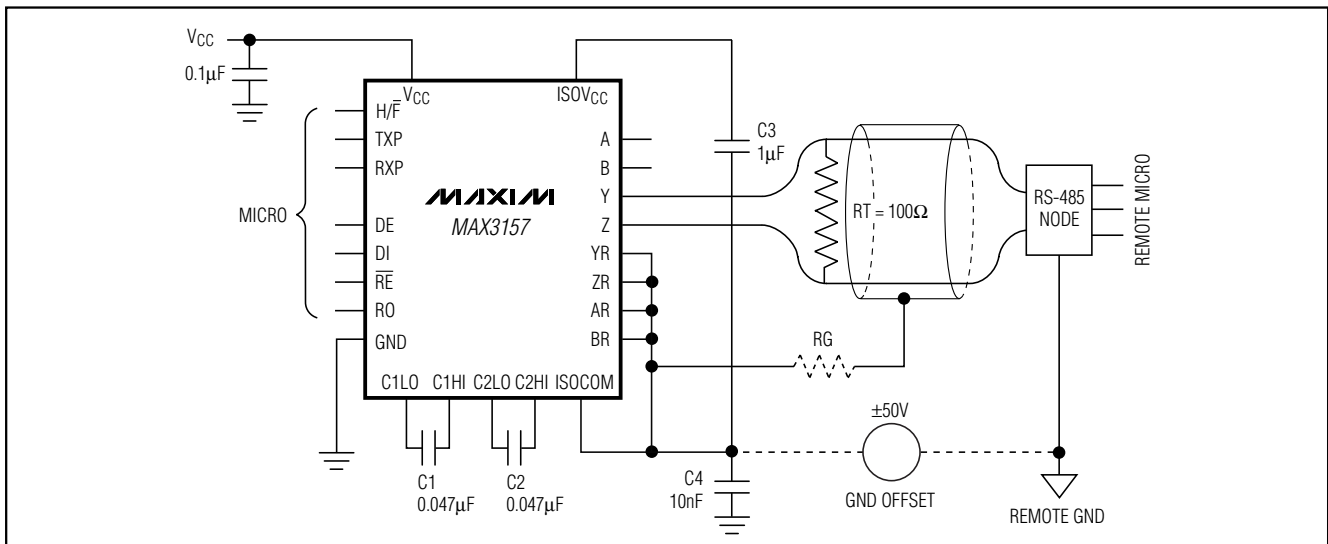 VCC
0.1µF
VCC
ISOVCC
H/F̅
TXP
RXP
DE
DI
R̅E̅
RO
GND
MICRO
MAXIM
MAX3157
A
B
Y
Z
YR
ZR
AR
BR
C1LO C1HI C2LO C2HI ISOCOM
C1
0.047µF
C2
0.047µF
C3
1µF
C4
10nF
RT = 100Ω
RG
±50V
GND OFFSET
RS-485
NODE
REMOTE MICRO
REMOTE GND